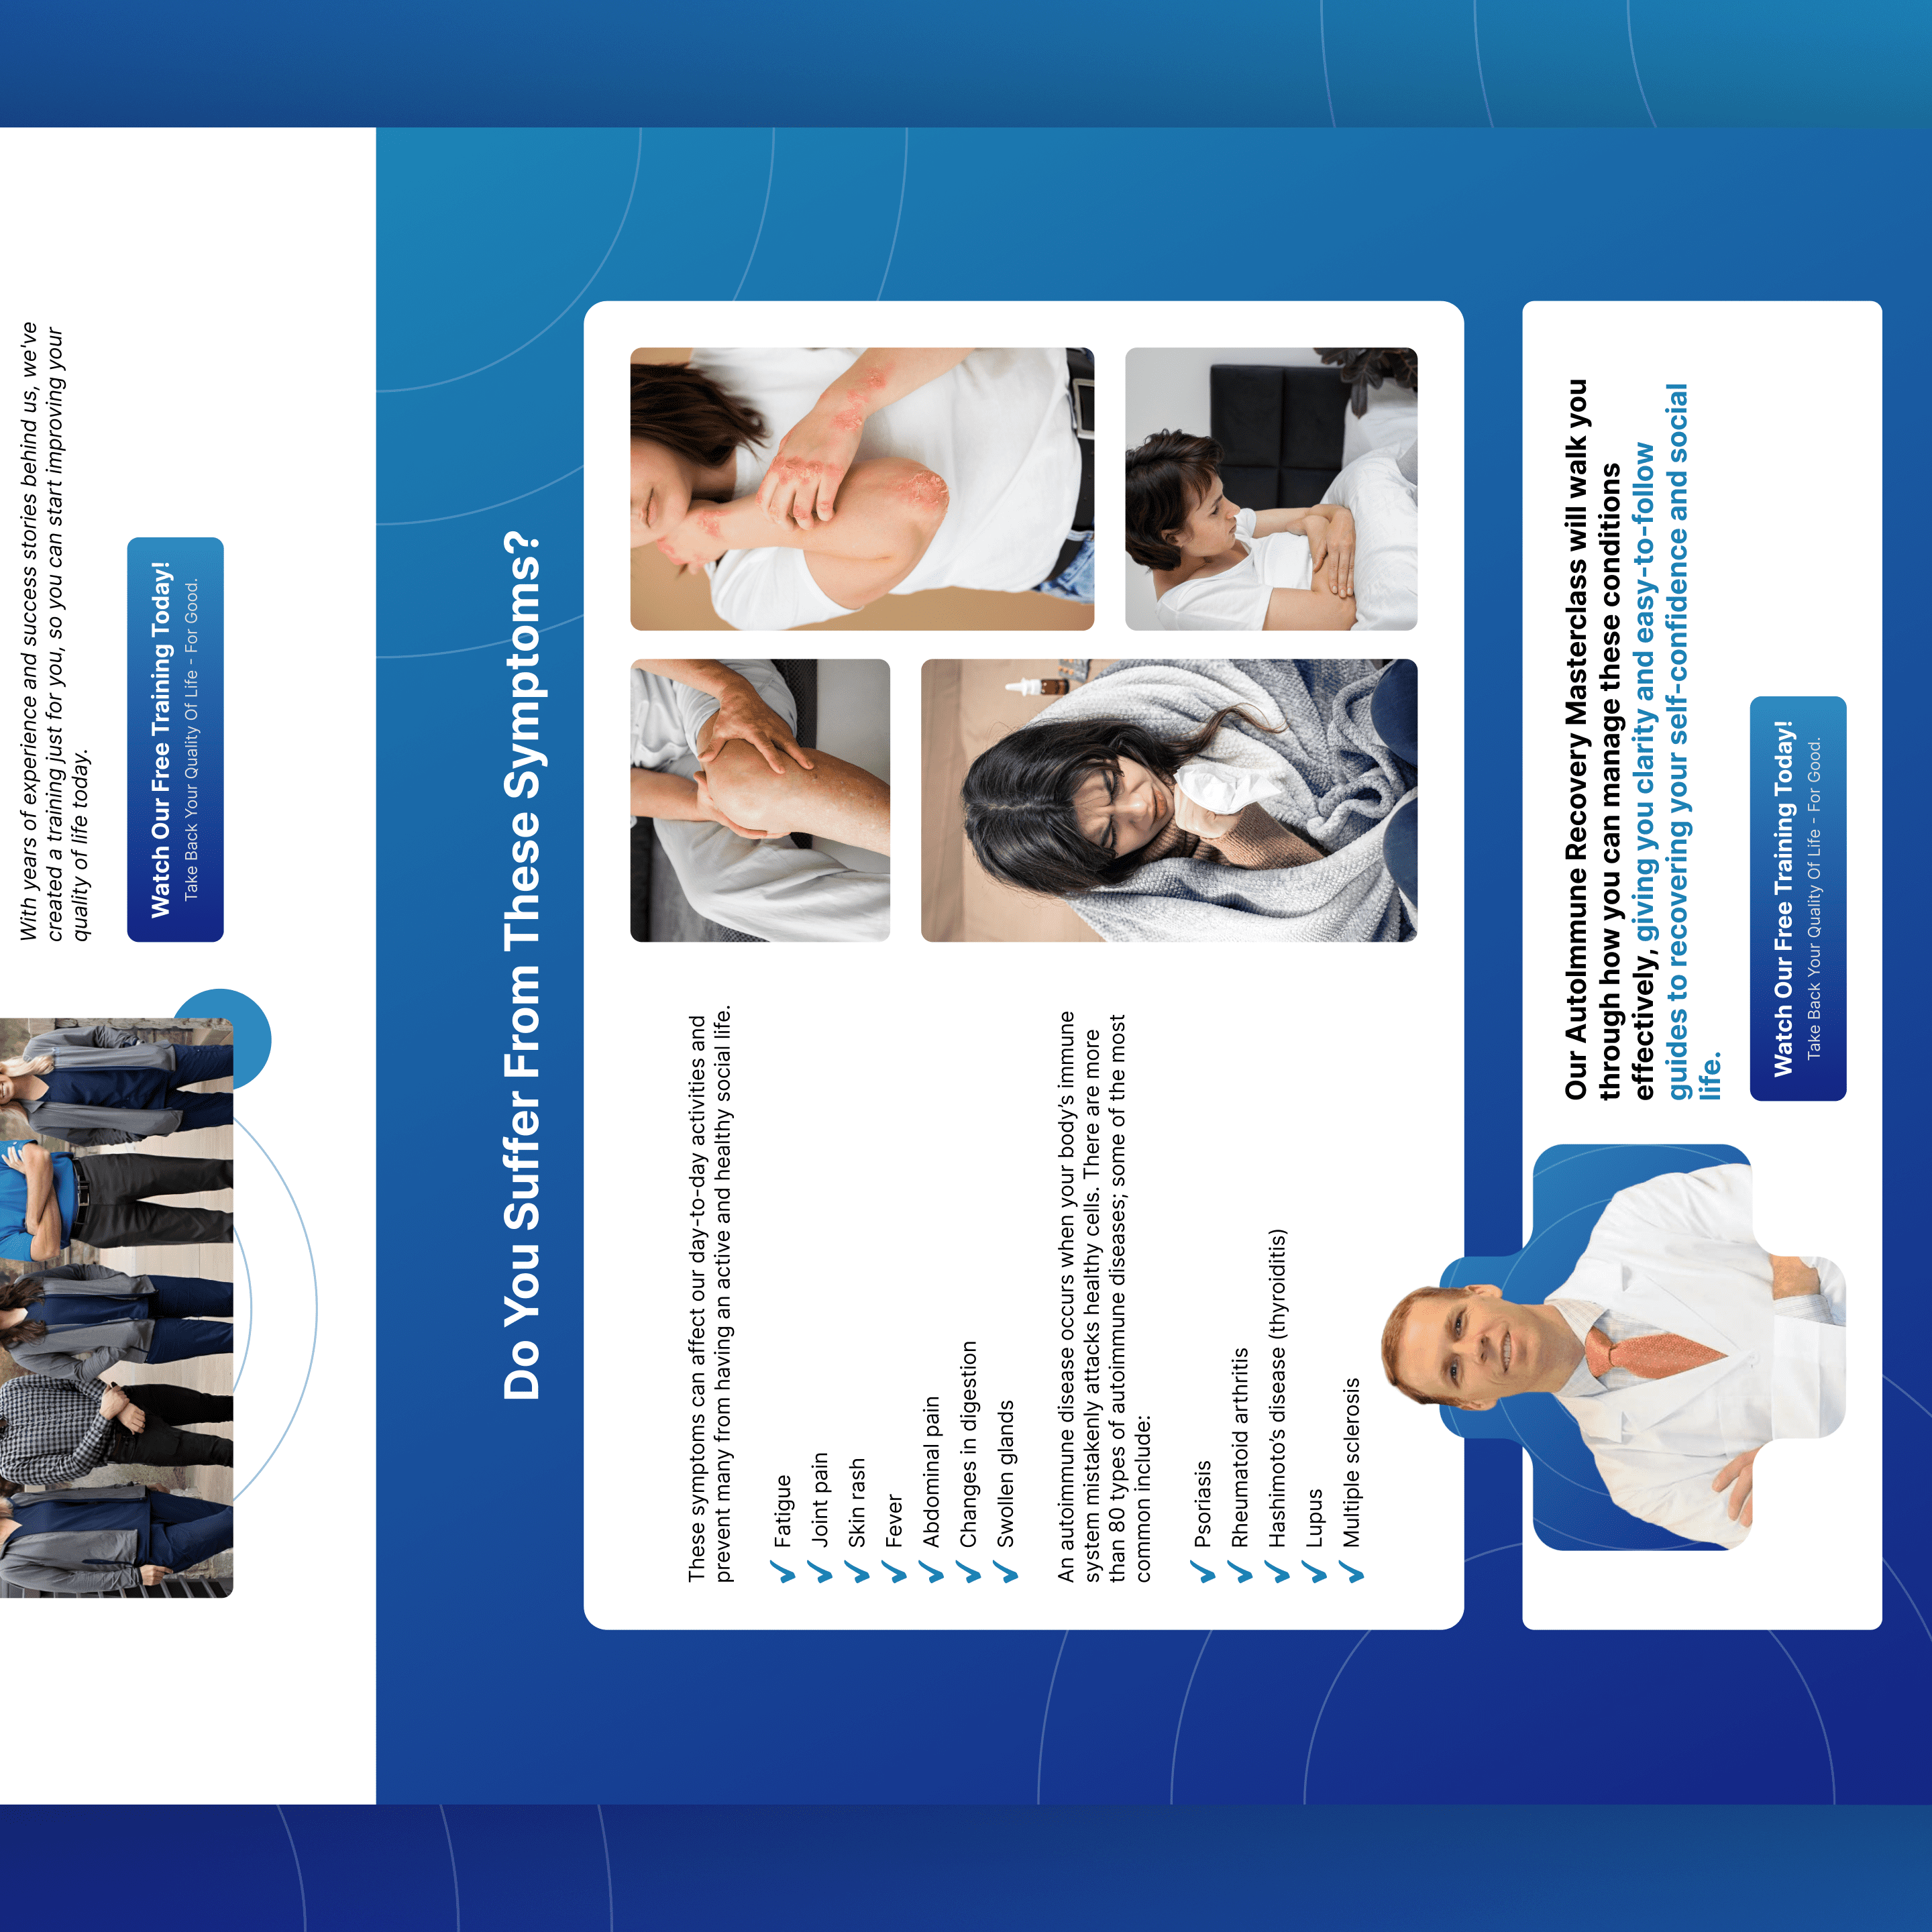 With years of experience and success stories behind us, we've
created a training just for you, so you can start improving your
quality of life today.
Watch Our Free Training Today!
Take Back Your Quality Of Life - For Good.
Do You Suffer From These Symptoms?
These symptoms can affect our day-to-day activities and
prevent many from having an active and healthy social life.
Fatigue
Joint pain
Skin rash
Fever
Abdominal pain
Changes in digestion
Swollen glands
An autoimmune disease occurs when your body's immune
system mistakenly attacks healthy cells. There are more
than 80 types of autoimmune diseases; some of the most
common include:
Psoriasis
Rheumatoid arthritis
Hashimoto's disease (thyroiditis)
Lupus
Multiple sclerosis
Our AutoImmune Recovery Masterclass will walk you
through how you can manage these conditions
effectively, giving you clarity and easy-to-follow
guides to recovering your self-confidence and social
life.
Watch Our Free Training Today!
Take Back Your Quality Of Life - For Good.